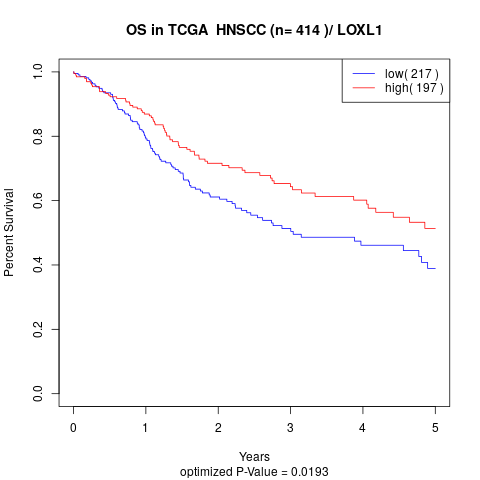 OS in TCGA  HNSCC (n= 414 )/ LOXL1
low( 217 )
high( 197 )
Percent Survival
1.0
0.8
0.6
0.4
0.2
0.0
0 1 2 3 4 5
Years
optimized P-Value = 0.0193